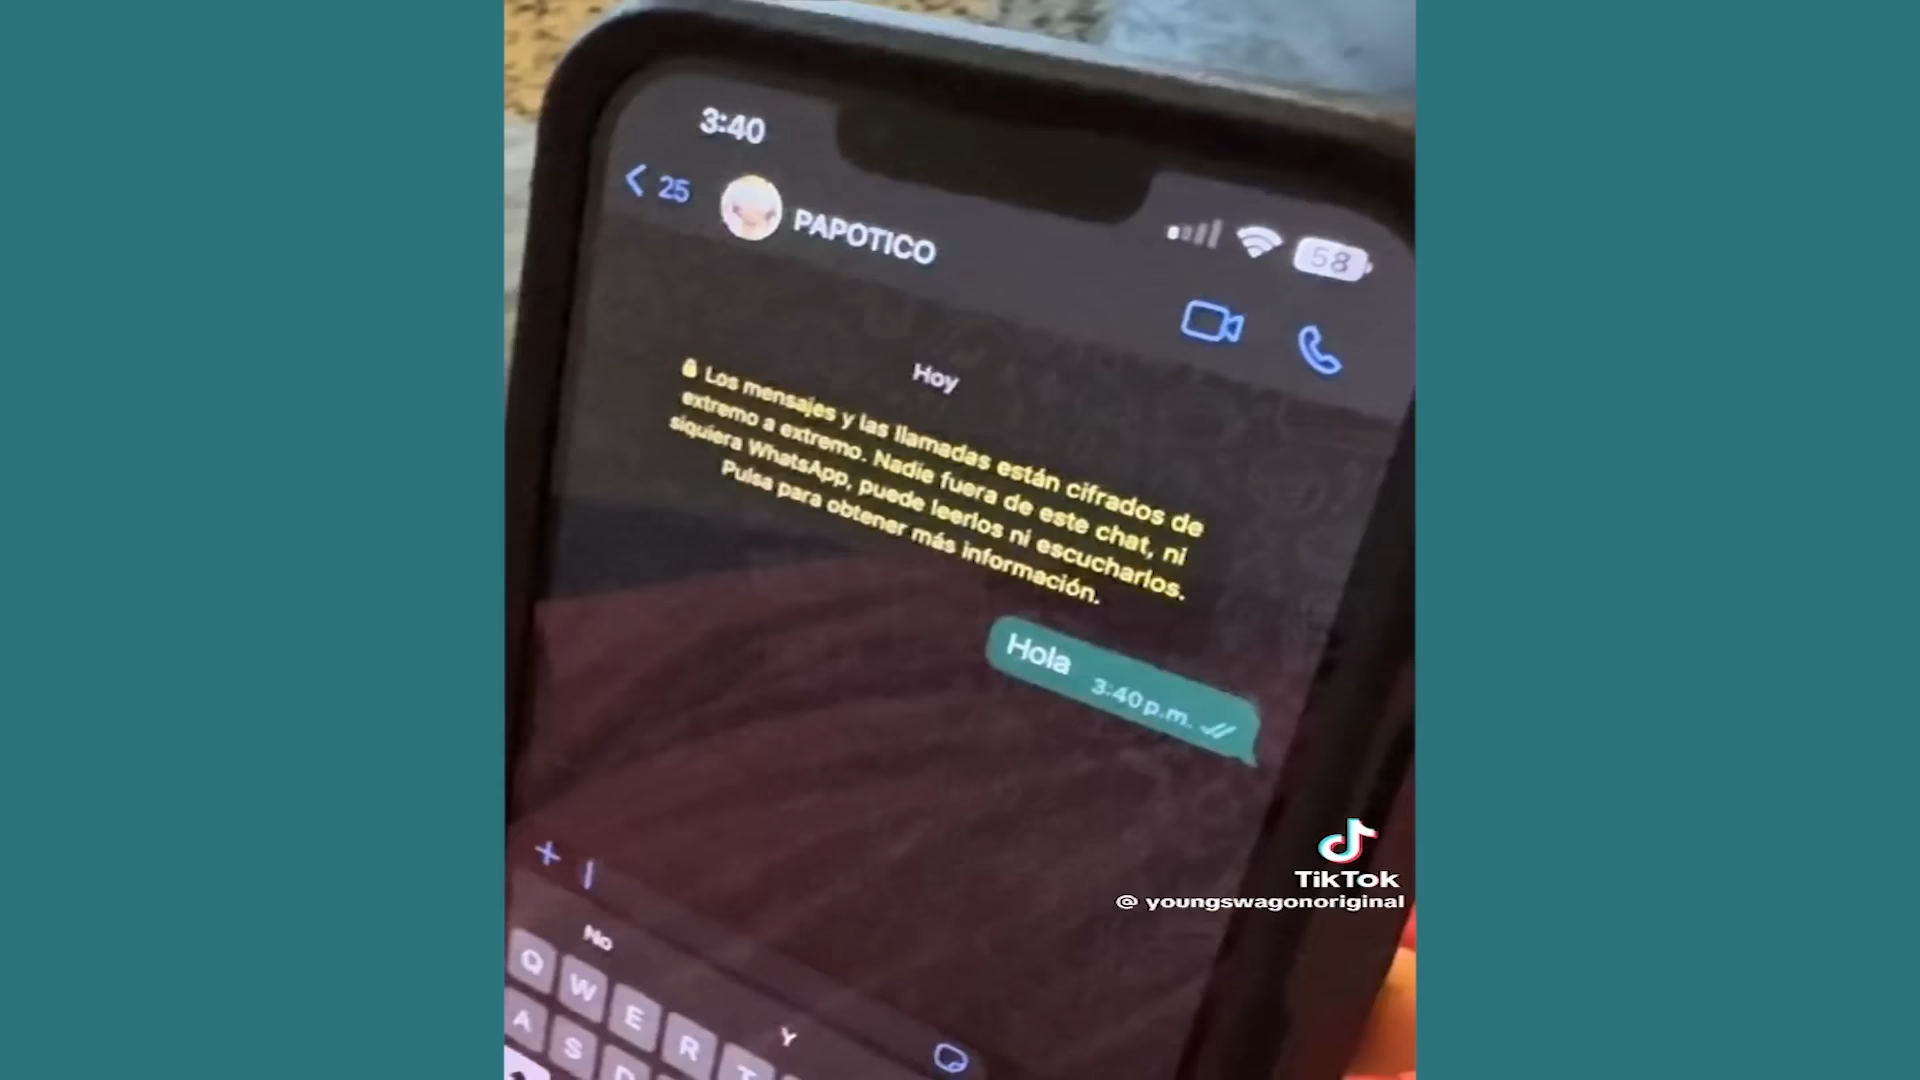 3:40
25
PAPOTICO
58
Hoy
Los mensajes y las llamadas están cifrados de
extremo a extremo. Nadie fuera de este chat, ni
siquiera WhatsApp, puede leerlos ni escucharlos.
Pulsa para obtener más información.
Hola
3:40 p.m.
TikTok
@ youngswagonoriginal
No
Y
Q W E R T
A S D